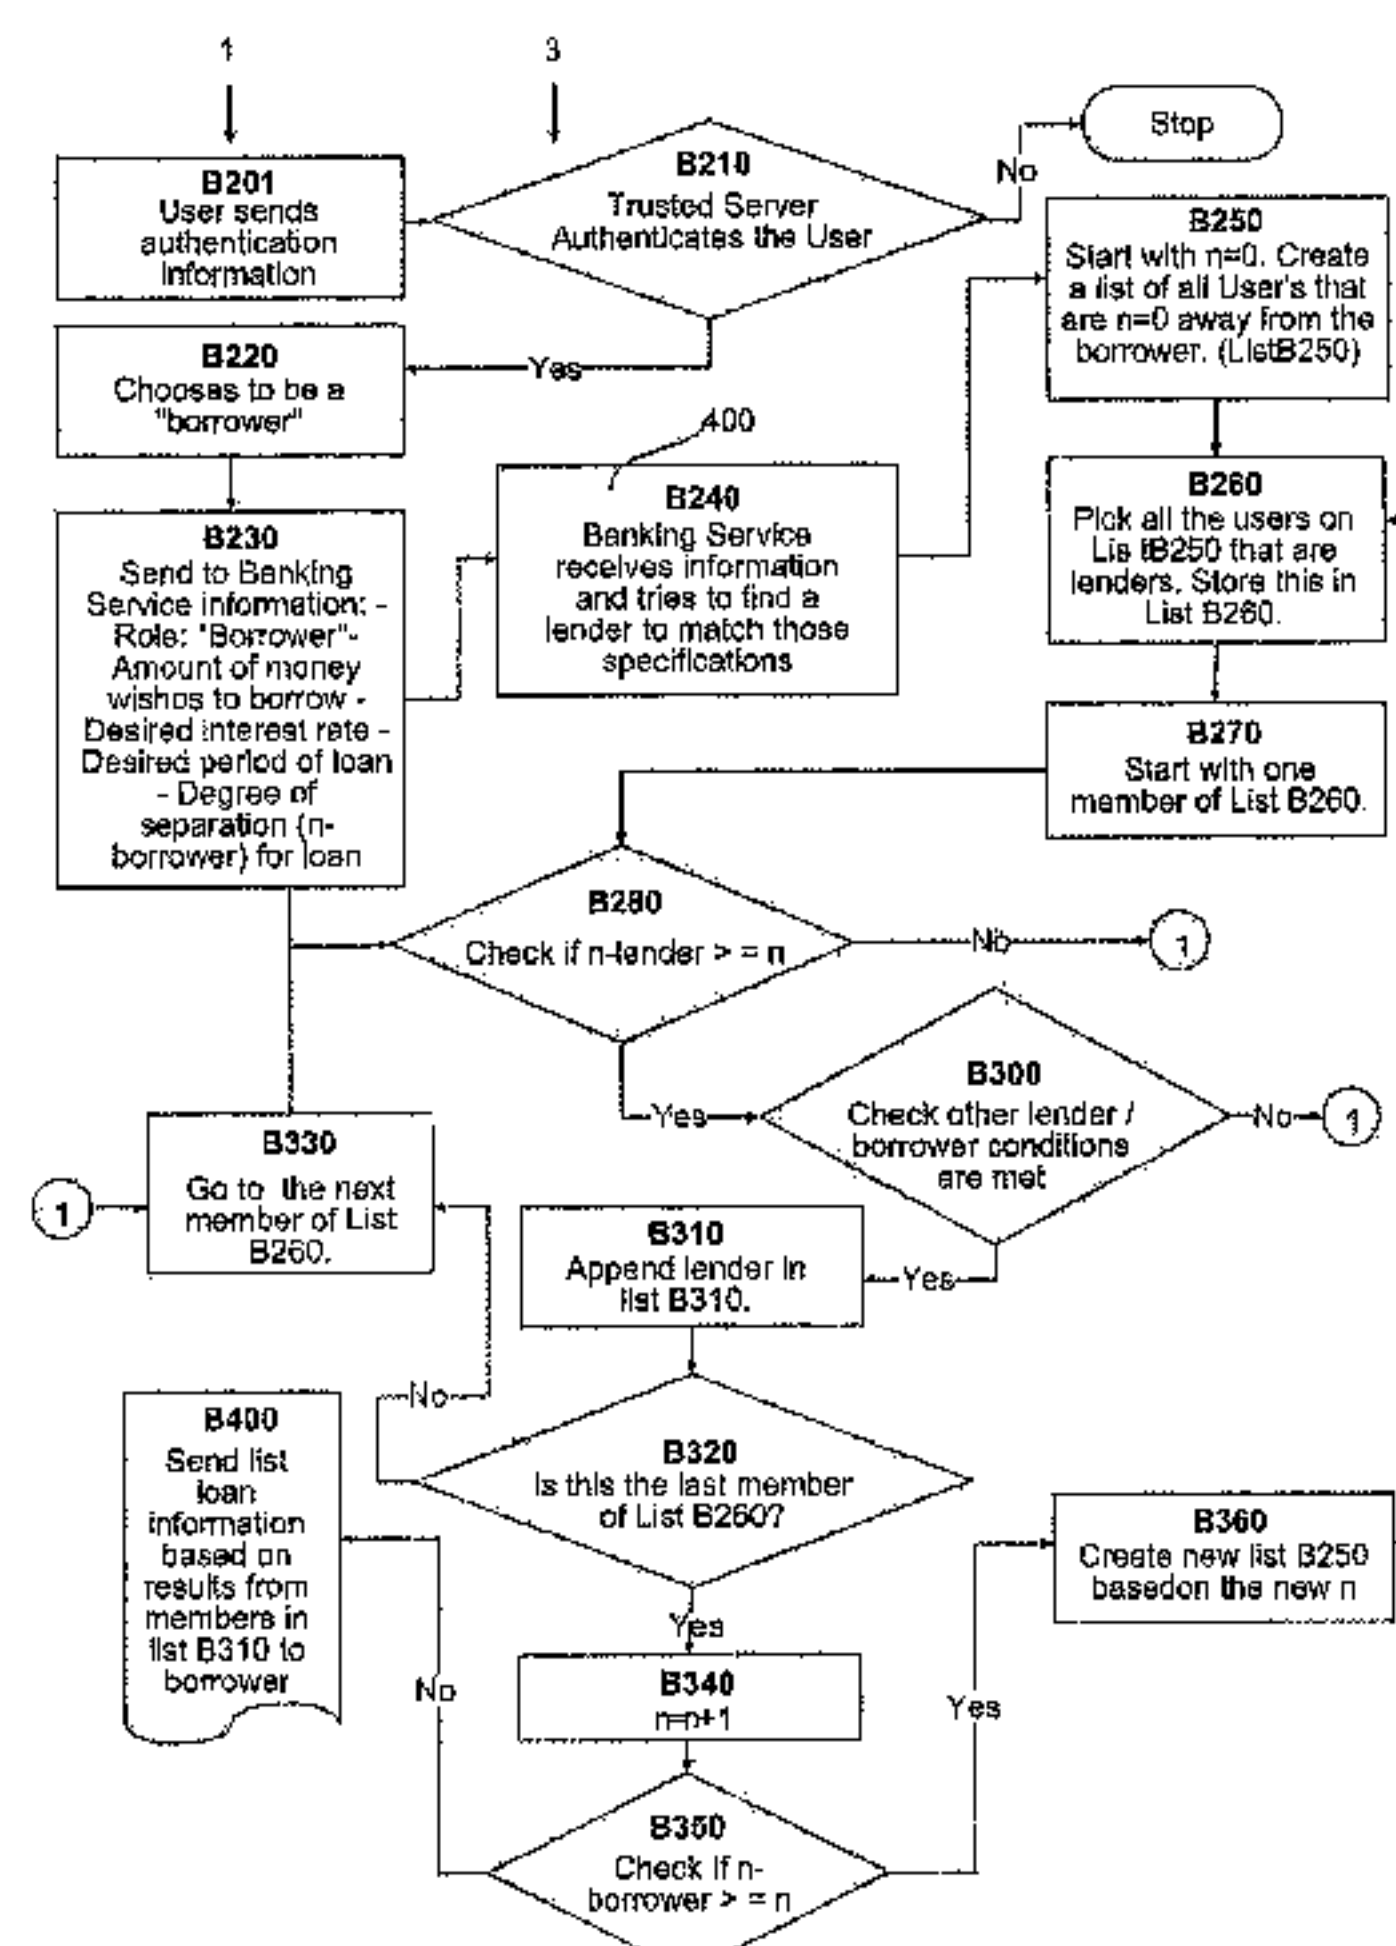 1
3
Stop
B201
User sends
authentication
information
B210
Trusted Server
Authenticates the User
No
B250
Start with n=0. Create
a list of all User's that
are n=0 away from the
borrower. (ListB250)
B220
Chooses to be a
"borrower"
Yes
400
B240
Banking Service
receives information
and tries to find a
lender to match those
specifications
B260
Pick all the users on
ListB250 that are
lenders. Store this in
List B260.
B230
Send to Banking
Service information: -
Role: "Borrower"-
Amount of money
wishes to borrow -
Desired interest rate -
Desired period of loan
- Degree of
separation (n-
borrower) for loan
B270
Start with one
member of List B260.
B280
Check if n-lender > = n
No
1
Yes
B300
Check other lender /
borrower conditions
are met
No
1
B330
Go to the next
member of List
B260.
1
B310
Append lender in
list B310.
Yes
No
B320
Is this the last member
of List B260?
B400
Send list
loan
information
based on
results from
members in
list B310 to
borrower
B360
Create new list B250
basedon the new n
Yes
B340
n=n+1
No
Yes
B350
Check if n-
borrower > = n